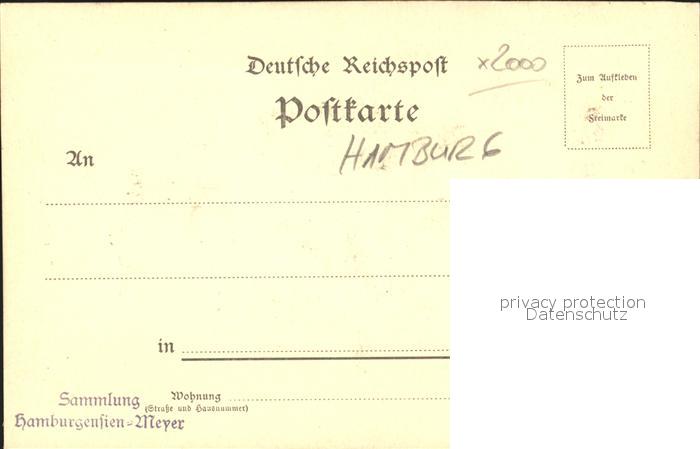 Deutſche Reichspoſt
x2000
Poſtkarte
Zum Aufkleben
der
Freimarke
HAMBURG
An
privacy protection
Datenschutz
in
Wohnung
(Straße und Hausnummer)
Sammlung
Hamburgenſien=Meyer